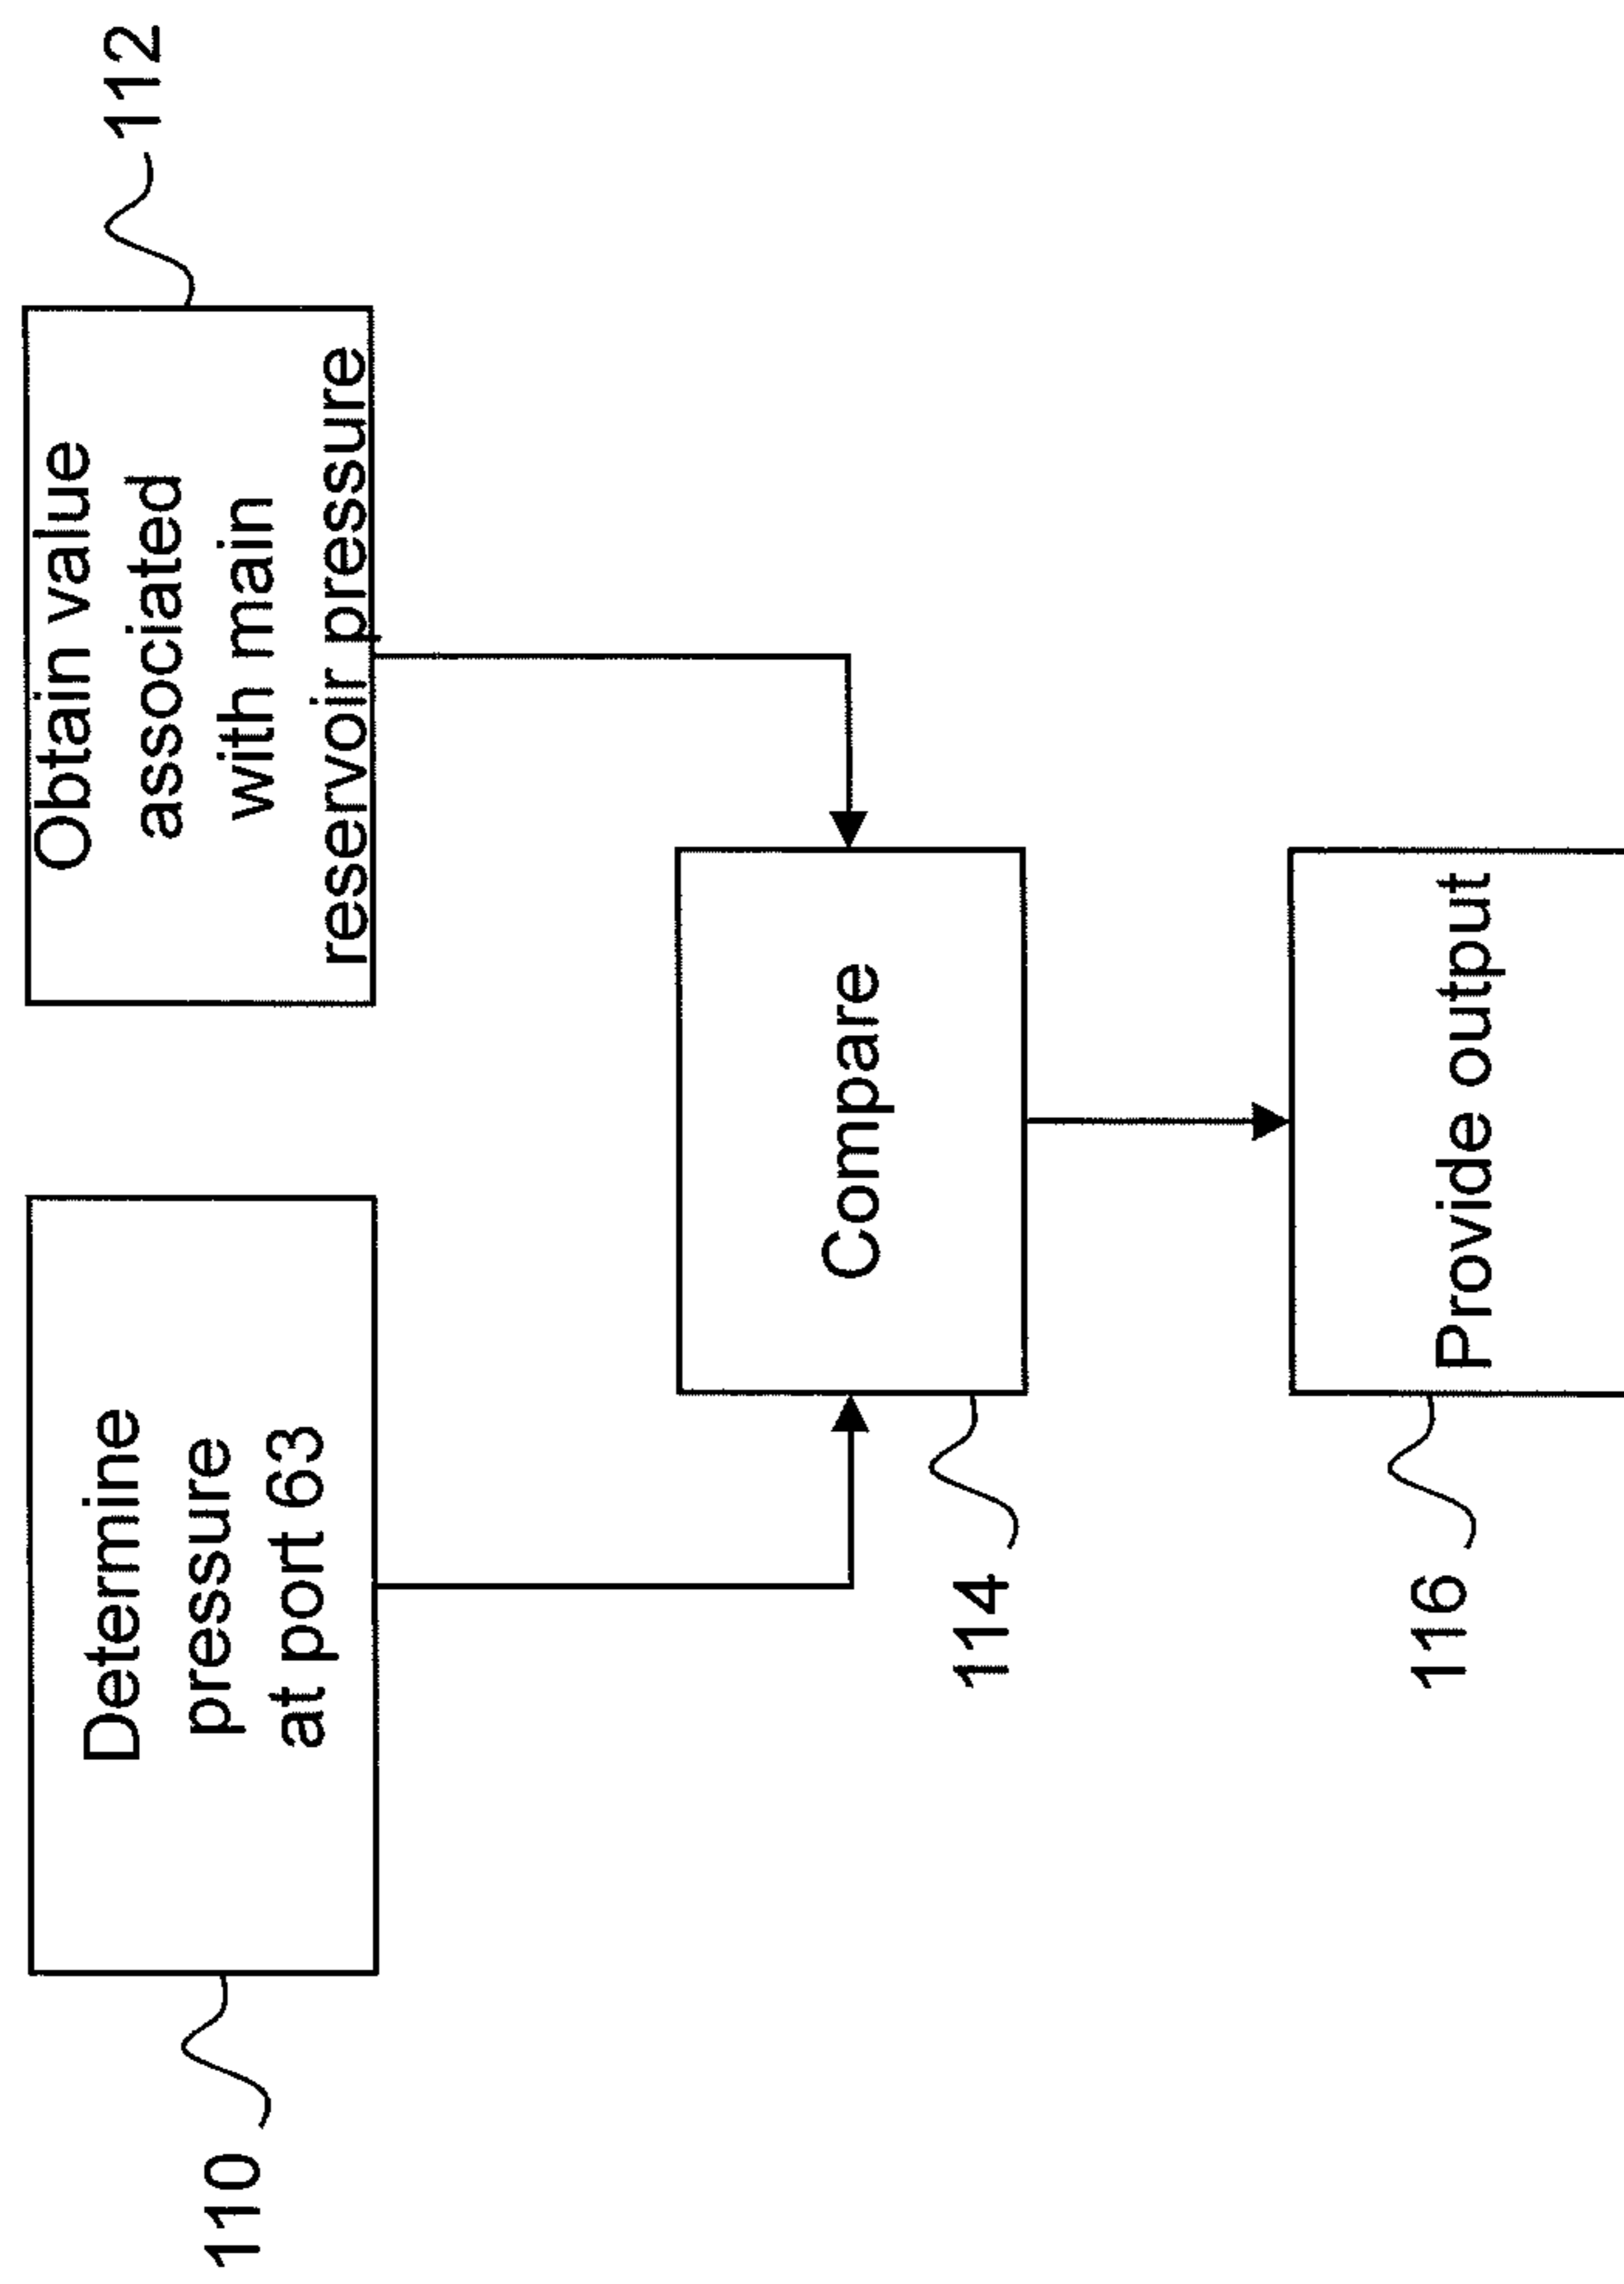 110
Determine
pressure
at port 63
Obtain value
associated
with main
reservoir pressure
112
Compare
114
Provide output
116